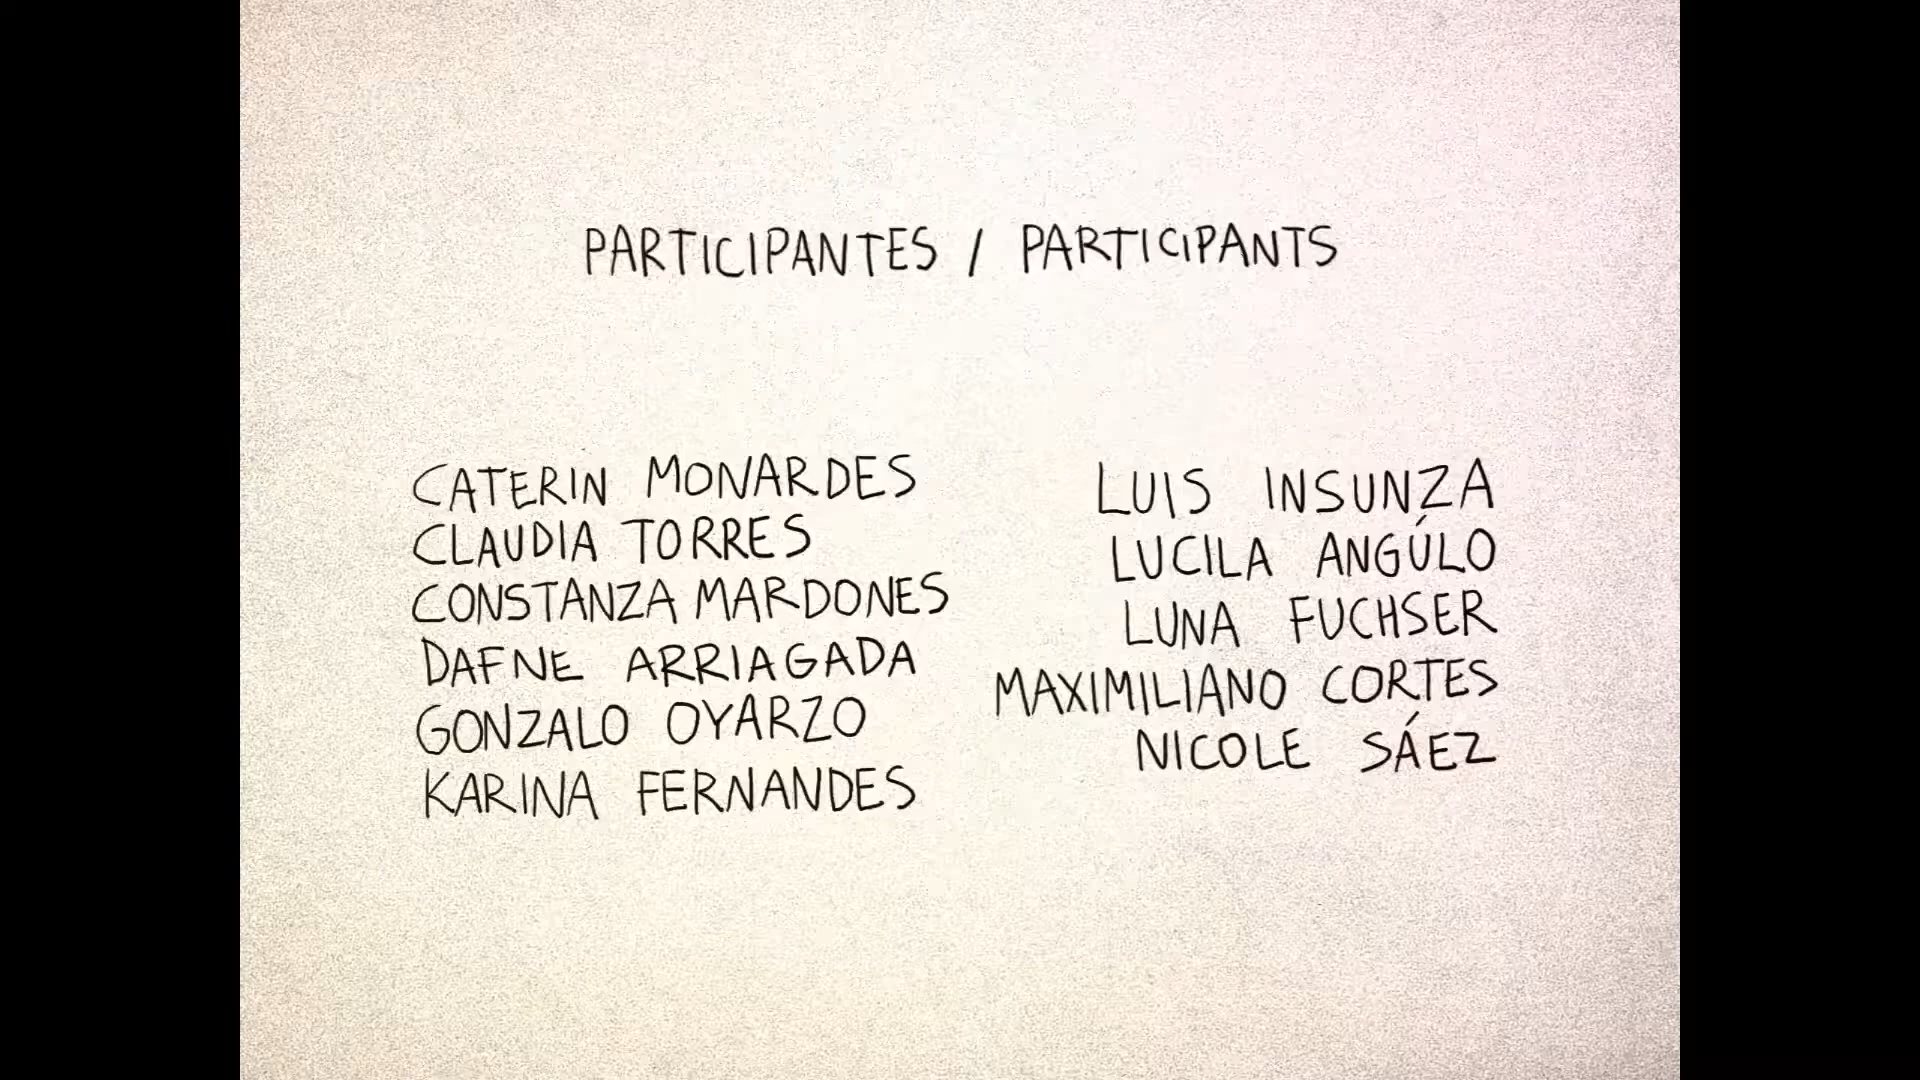 PARTICIPANTES / PARTICIPANTS
CATERIN MONARDES
CLAUDIA TORRES
CONSTANZA MARDONES
DAFNE ARRIAGADA
GONZALO OYARZO
KARINA FERNANDES
LUIS INSUNZA
LUCILA ANGÚLO
LUNA FUCHSER
MAXIMILIANO CORTES
NICOLE SÁEZ